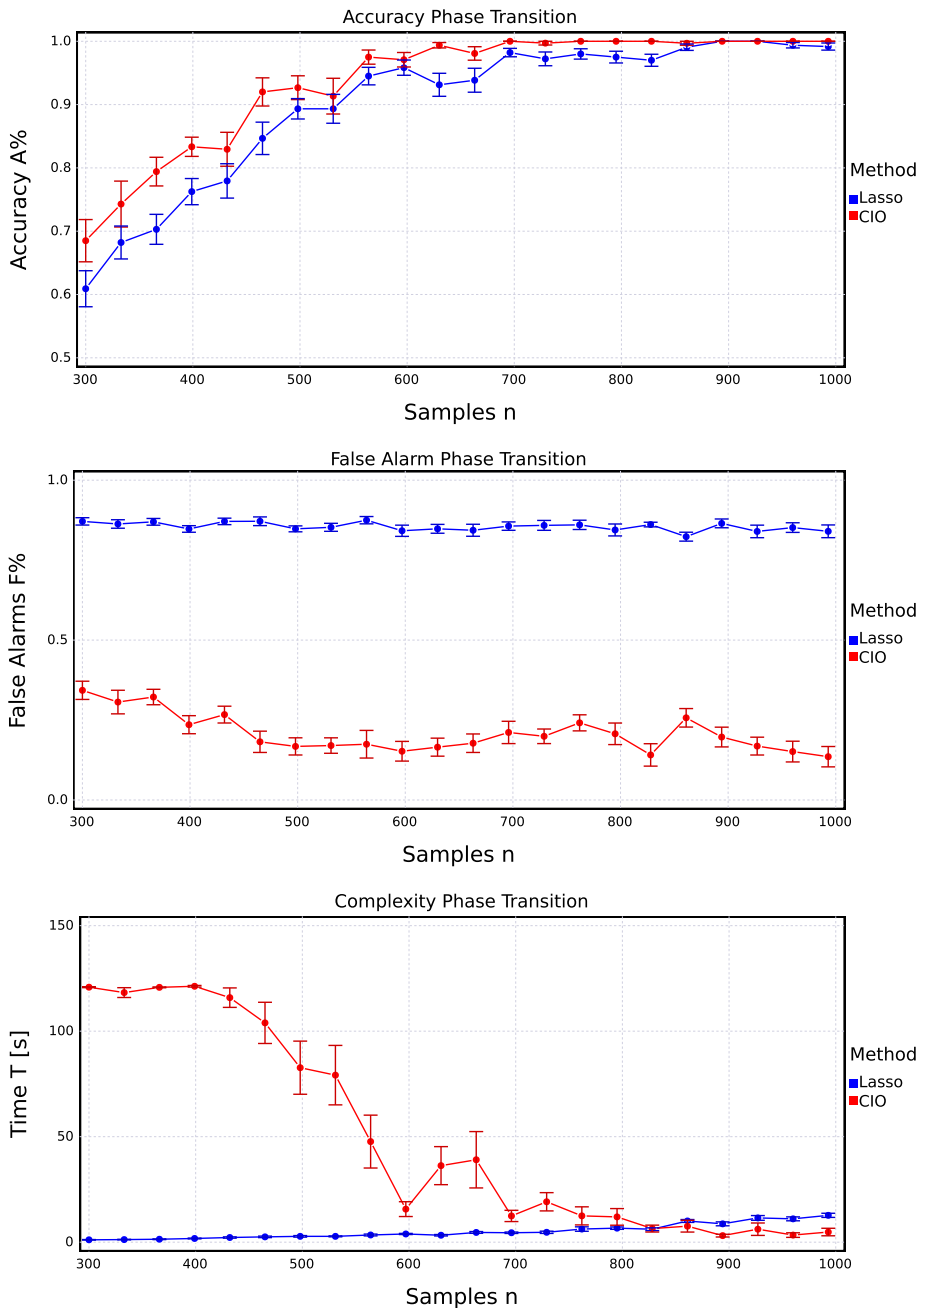 Accuracy Phase Transition
1.0
0.9
0.8
0.7
0.6
0.5
Accuracy A%
300 400 500 600 700 800 900 1000
Samples n
Method
Lasso
CIO
False Alarm Phase Transition
1.0
0.5
0.0
False Alarms F%
300 400 500 600 700 800 900 1000
Samples n
Method
Lasso
CIO
Complexity Phase Transition
150
100
50
0
Time T [s]
300 400 500 600 700 800 900 1000
Samples n
Method
Lasso
CIO